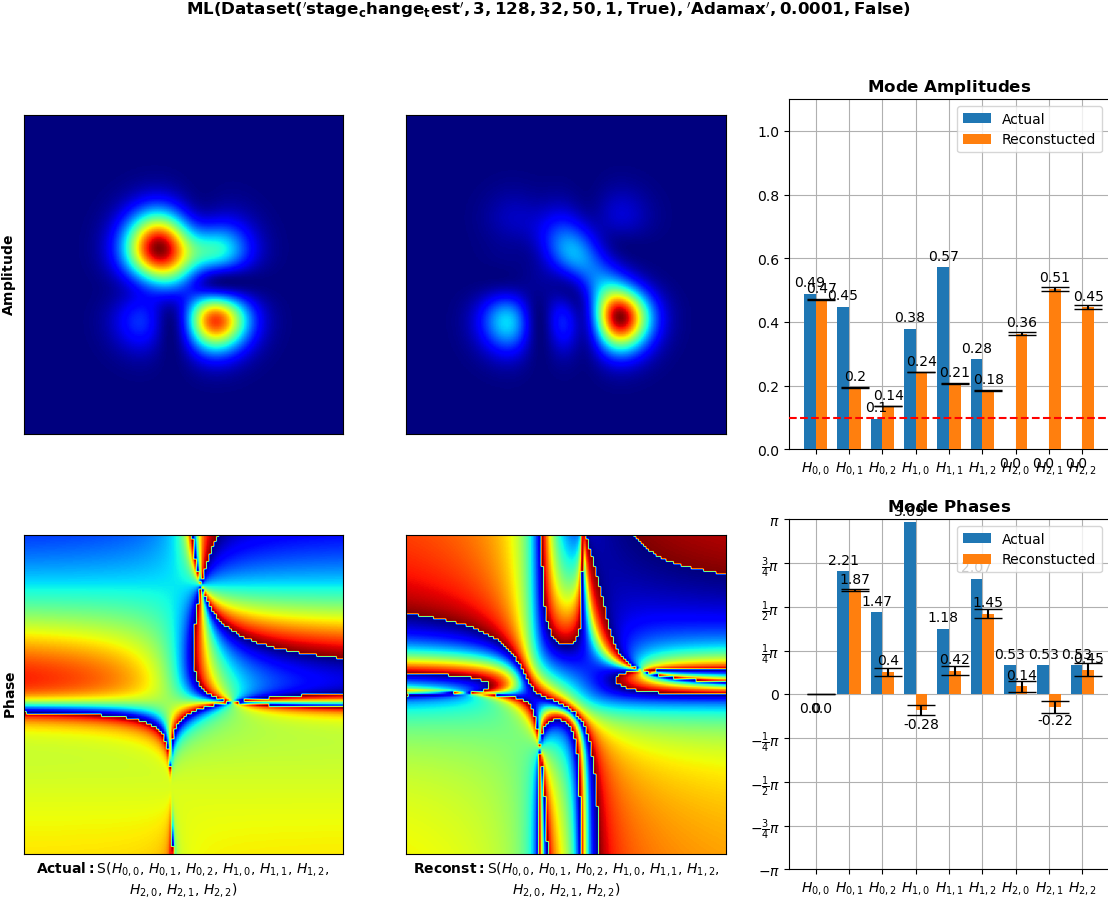 ML(Dataset('stage_change_test', 3, 128, 32, 50, 1, True), 'Adamax', 0.0001, False)
Amplitude
Mode Amplitudes
Actual
Reconstucted
1.0
0.8
0.6
0.4
0.2
0.0
0.49
0.47
0.45
0.2
0.1
0.14
0.38
0.24
0.57
0.21
0.28
0.18
0.0
0.36
0.0
0.51
0.0
0.45
H0,0 H0,1 H0,2 H1,0 H1,1 H1,2 H2,0 H2,1 H2,2
Phase
Actual: S(H0,0, H0,1, H0,2, H1,0, H1,1, H1,2,
H2,0, H2,1, H2,2)
Reconst: S(H0,0, H0,1, H0,2, H1,0, H1,1, H1,2,
H2,0, H2,1, H2,2)
Mode Phases
Actual
Reconstucted
π
3/4π
1/2π
1/4π
0
−1/4π
−1/2π
−3/4π
−π
0.0
0.0
2.21
1.87
1.47
0.4
3.09
-0.28
1.18
0.42
2.07
1.45
0.53
0.14
0.53
-0.22
0.53
0.45
H0,0 H0,1 H0,2 H1,0 H1,1 H1,2 H2,0 H2,1 H2,2